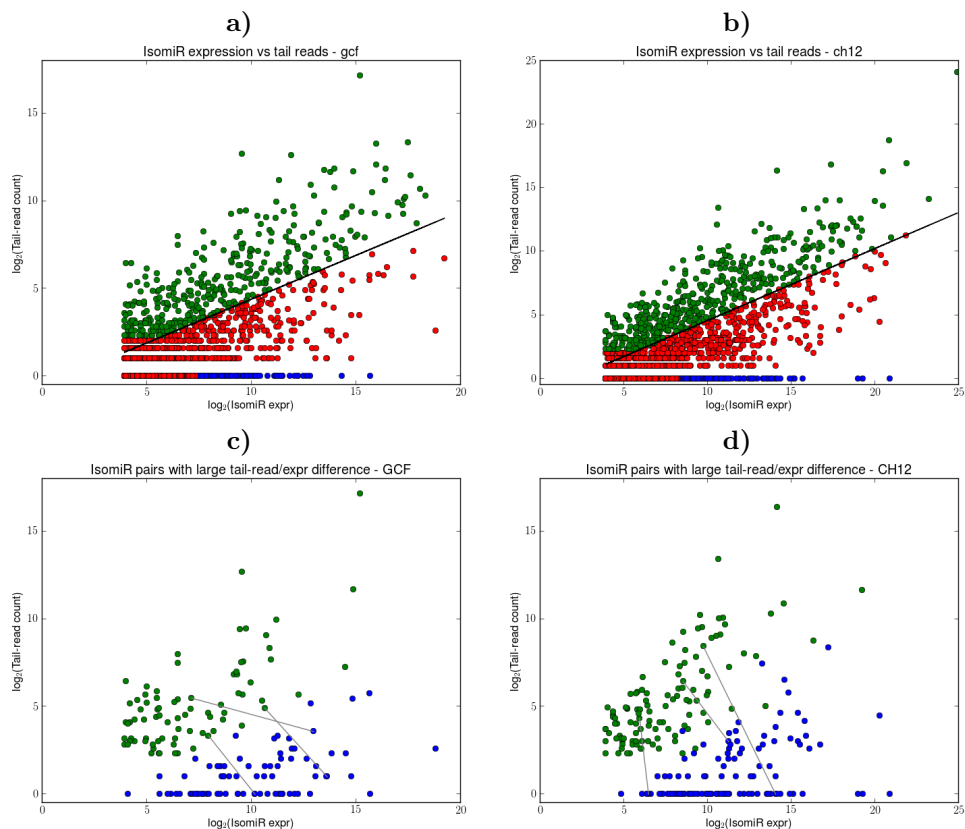 a)
IsomiR expression vs tail reads - gcf
log₂(Tail-read count)
15
10
5
0
0 5 10 15 20
log₂(IsomiR expr)
b)
IsomiR expression vs tail reads - ch12
log₂(Tail-read count)
25
20
15
10
5
0
0 5 10 15 20 25
log₂(IsomiR expr)
c)
IsomiR pairs with large tail-read/expr difference - GCF
log₂(Tail-read count)
15
10
5
0
0 5 10 15 20
log₂(IsomiR expr)
d)
IsomiR pairs with large tail-read/expr difference - CH12
log₂(Tail-read count)
15
10
5
0
0 5 10 15 20 25
log₂(IsomiR expr)